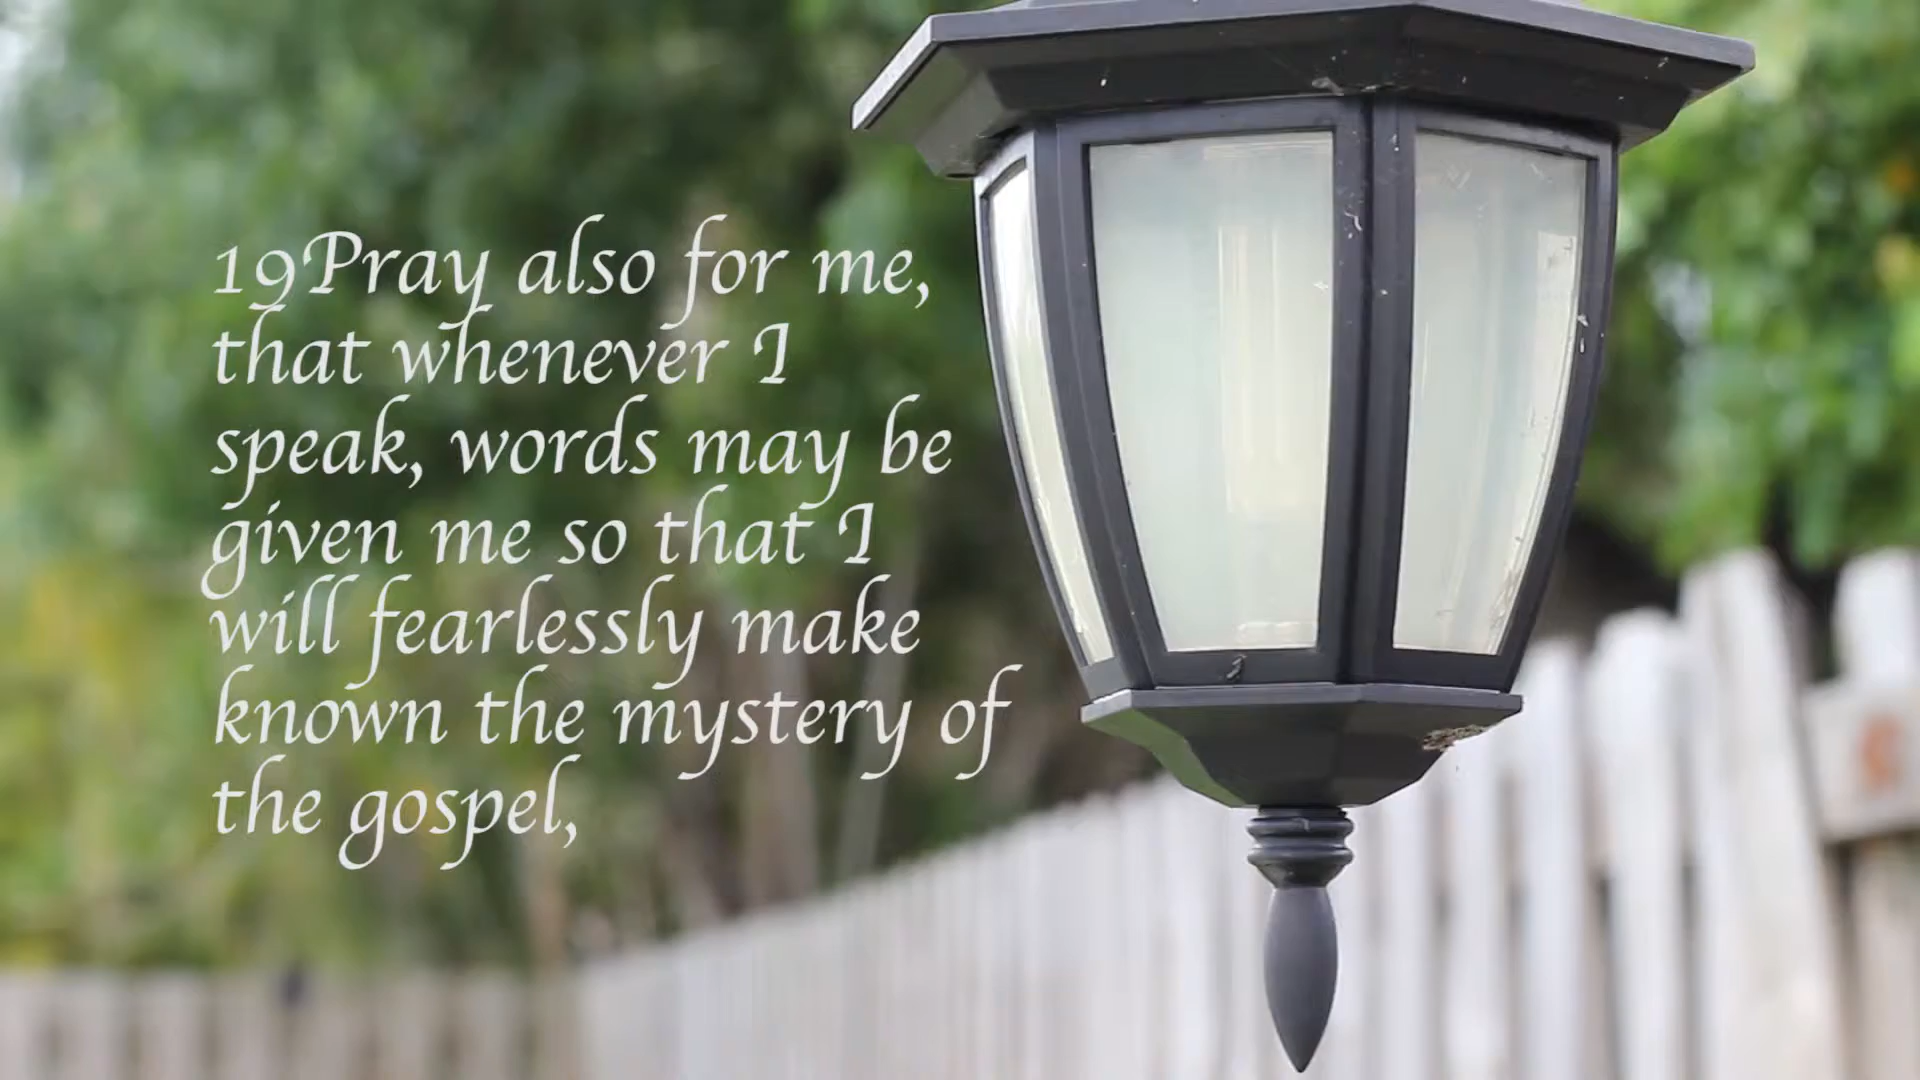 19Pray also for me,
that whenever I
speak, words may be
given me so that I
will fearlessly make
known the mystery of
the gospel,